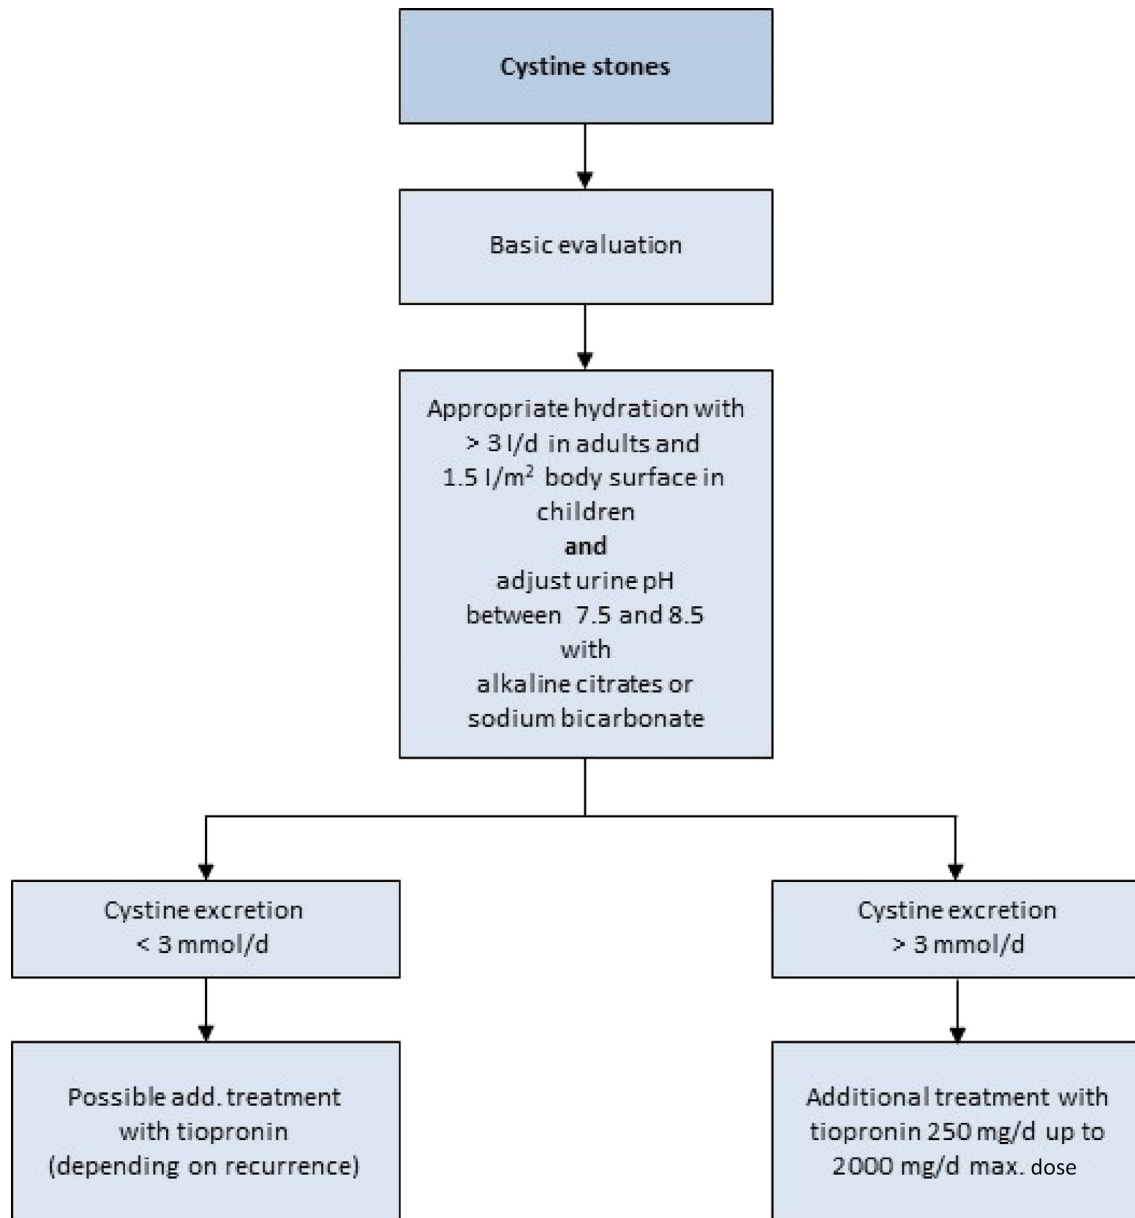 Cystine stones
Basic evaluation
Appropriate hydration with
> 3 l/d in adults and
1.5 l/m² body surface in
children
and
adjust urine pH
between 7.5 and 8.5
with
alkaline citrates or
sodium bicarbonate
Cystine excretion
< 3 mmol/d
Cystine excretion
> 3 mmol/d
Possible add. treatment
with tiopronin
(depending on recurrence)
Additional treatment with
tiopronin 250 mg/d up to
2000 mg/d max. dose